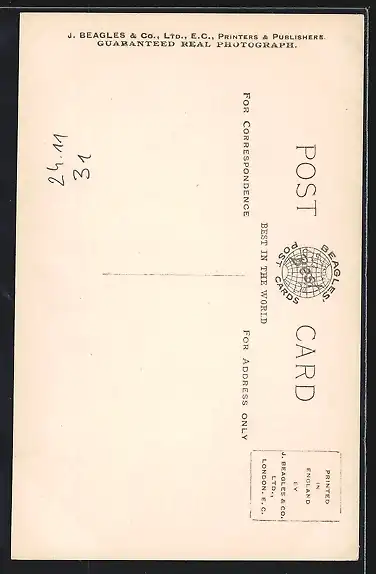 J. BEAGLES & Co., LTD., E.C., PRINTERS & PUBLISHERS.
GUARANTEED REAL PHOTOGRAPH.
POST CARD
BEAGLES'
POST CARDS
BEST IN THE WORLD
FOR CORRESPONDENCE
FOR ADDRESS ONLY
PRINTED
IN
ENGLAND
BY
J. BEAGLES & CO.
LTD.,
LONDON. E. C.
24.11
31